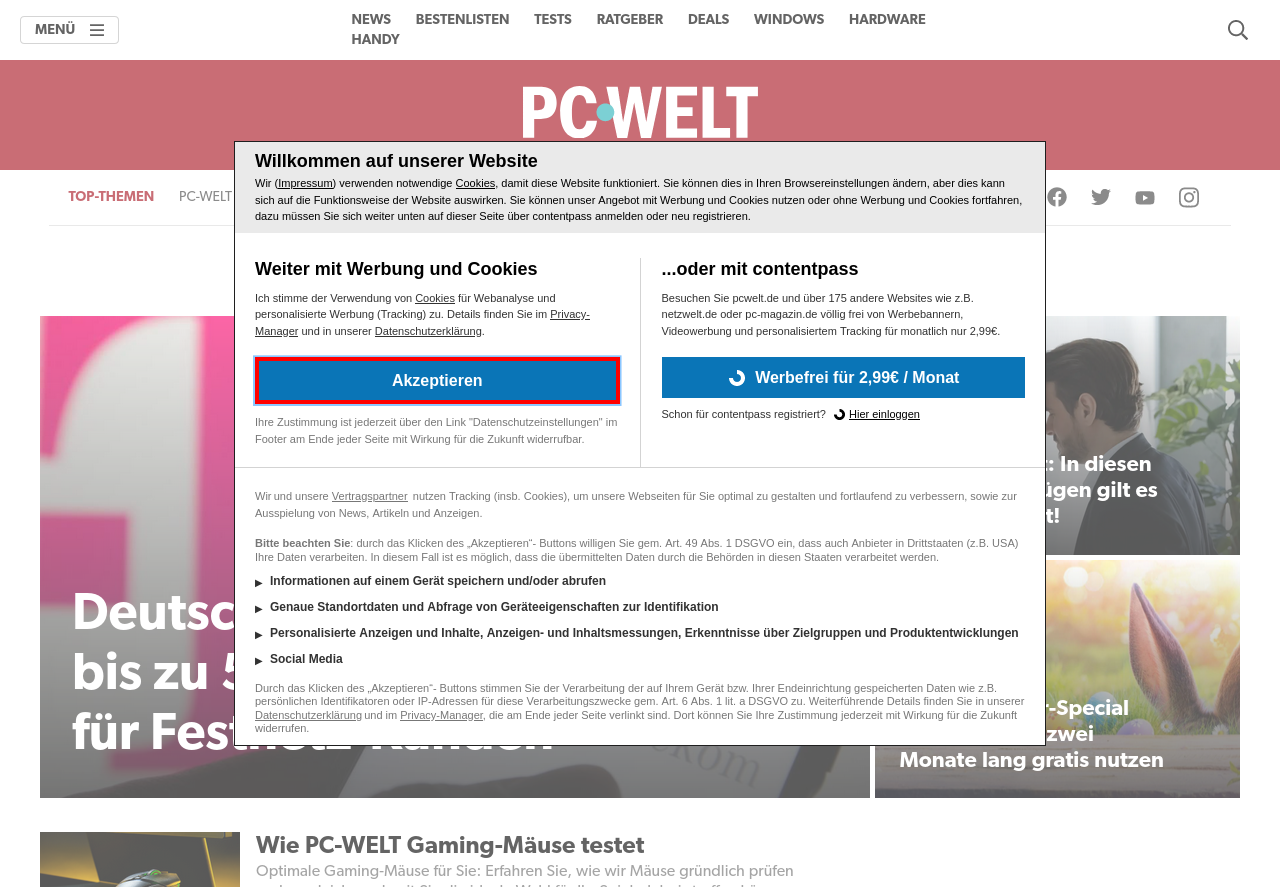 MENÜ
NEWS BESTENLISTEN TESTS RATGEBER DEALS WINDOWS HARDWARE
HANDY
PC WELT
TOP-THEMEN PC-WELT
Willkommen auf unserer Website
Wir (Impressum) verwenden notwendige Cookies, damit diese Website funktioniert. Sie können dies in Ihren Browsereinstellungen ändern, aber dies kann
sich auf die Funktionsweise der Website auswirken. Sie können unser Angebot mit Werbung und Cookies nutzen oder ohne Werbung und Cookies fortfahren,
dazu müssen Sie sich weiter unten auf dieser Seite über contentpass anmelden oder neu registrieren.
Weiter mit Werbung und Cookies
Ich stimme der Verwendung von Cookies für Webanalyse und
personalisierte Werbung (Tracking) zu. Details finden Sie im Privacy-
Manager und in unserer Datenschutzerklärung.
Akzeptieren
Ihre Zustimmung ist jederzeit über den Link "Datenschutzeinstellungen" im
Footer am Ende jeder Seite mit Wirkung für die Zukunft widerrufbar.
...oder mit contentpass
Besuchen Sie pcwelt.de und über 175 andere Websites wie z.B.
netzwelt.de oder pc-magazin.de völlig frei von Werbebannern,
Videowerbung und personalisiertem Tracking für monatlich nur 2,99€.
Werbefrei für 2,99€ / Monat
Schon für contentpass registriert? Hier einloggen
Wir und unsere Vertragspartner nutzen Tracking (insb. Cookies), um unsere Webseiten für Sie optimal zu gestalten und fortlaufend zu verbessern, sowie zur
Ausspielung von News, Artikeln und Anzeigen.
Bitte beachten Sie: durch das Klicken des „Akzeptieren“- Buttons willigen Sie gem. Art. 49 Abs. 1 DSGVO ein, dass auch Anbieter in Drittstaaten (z.B. USA)
Ihre Daten verarbeiten. In diesem Fall ist es möglich, dass die übermittelten Daten durch die Behörden in diesen Staaten verarbeitet werden.
▶ Informationen auf einem Gerät speichern und/oder abrufen
▶ Genaue Standortdaten und Abfrage von Geräteeigenschaften zur Identifikation
▶ Personalisierte Anzeigen und Inhalte, Anzeigen- und Inhaltsmessungen, Erkenntnisse über Zielgruppen und Produktentwicklungen
▶ Social Media
Durch das Klicken des „Akzeptieren“- Buttons stimmen Sie der Verarbeitung der auf Ihrem Gerät bzw. Ihrer Endeinrichtung gespeicherten Daten wie z.B.
persönlichen Identifikatoren oder IP-Adressen für diese Verarbeitungszwecke gem. Art. 6 Abs. 1 lit. a DSGVO zu. Weiterführende Details finden Sie in unserer
Datenschutzerklärung und im Privacy-Manager, die am Ende jeder Seite verlinkt sind. Dort können Sie Ihre Zustimmung jederzeit mit Wirkung für die Zukunft
widerrufen.
bis zu
für
: In diesen
gilt es
-Special
zwei
Monate lang gratis nutzen
Wie PC-WELT Gaming-Mäuse testet
Optimale Gaming-Mäuse für Sie: Erfahren Sie, wie wir Mäuse gründlich prüfen